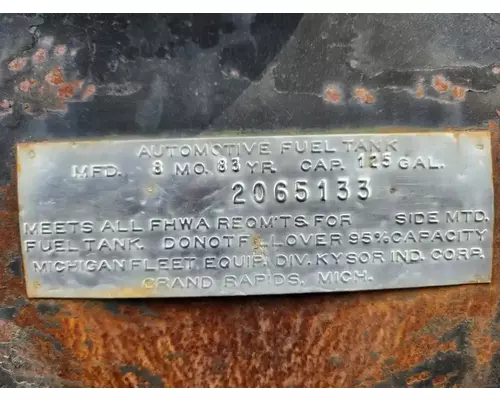 AUTOMOTIVE FUEL TANK
MFD. 8 MO. 83 YR. CAP. 125 GAL.
2065133
MEETS ALL FHWA REQM'TS. FOR SIDE MTD.
FUEL TANK. DO NOT FILL OVER 95% CAPACITY
MICHIGAN FLEET EQUIP. DIV. KYSOR IND. CORP.
GRAND RAPIDS, MICH.